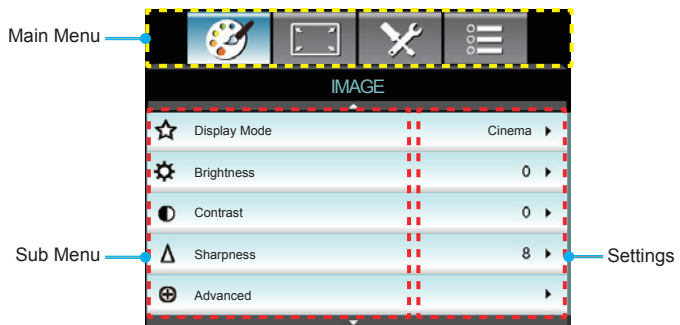 Main Menu
IMAGE
Display Mode Cinema
Brightness 0
Contrast 0
Sub Menu Sharpness 8 Settings
Advanced